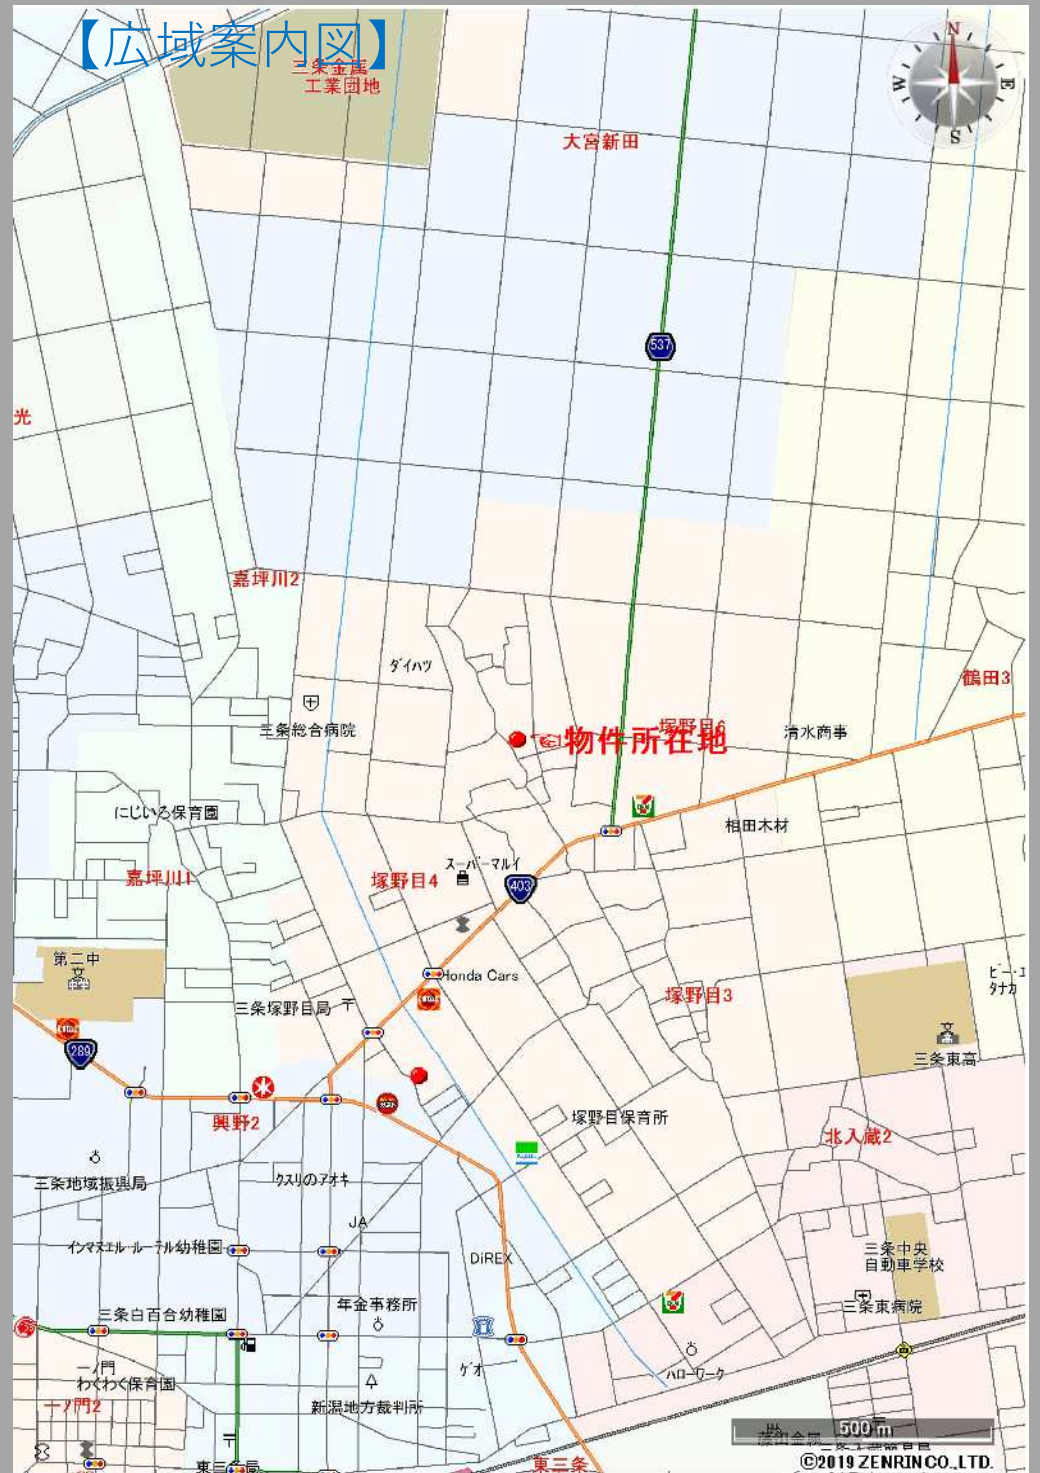 【広域案内図】
三条金属
工業団地
N
W
E
S
大宮新田
537
光
嘉坪川2
ダイハツ
鶴田3
三条総合病院
塚野目6
物件所在地
清水商事
にじいろ保育園
相田木材
スーパーマルイ
嘉坪川1
塚野目4
403
第二中
中学
Honda Cars
ビー・エ
タナカ
三条塚野目局
塚野目3
289
三条東高
興野2
塚野目保育所
北入蔵2
三条地域振興局
クスリのアオキ
JA
インマヌエル・ルーテル幼稚園
DiREX
三条中央
自動車学校
年金事務所
三条白百合幼稚園
三条東病院
一ノ門
わくわく保育園
ゲオ
ハローワーク
一ノ門2
新潟地方裁判所
500m
東三条
©2019 ZENRIN CO., LTD.